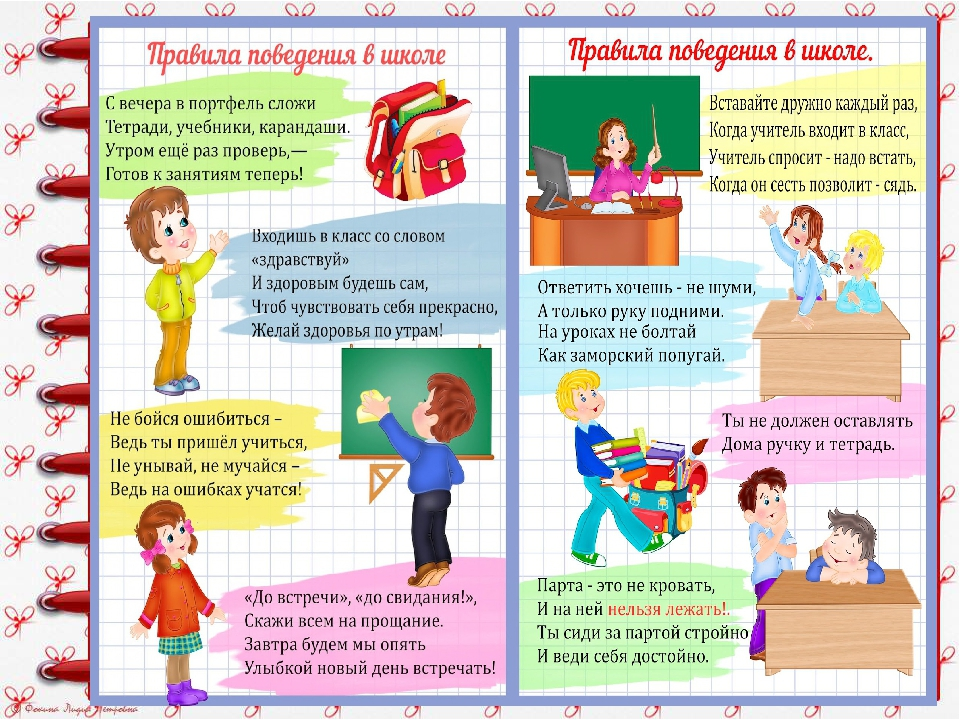 Правила поведения в школе
С вечера в портфель сложи
Тетради, учебники, карандаши.
Утром ещё раз проверь,—
Готов к занятиям теперь!
Входишь в класс со словом
«здравствуй»
И здоровым будешь сам,
Чтоб чувствовать себя прекрасно,
Желай здоровья по утрам!
Не бойся ошибиться –
Ведь ты пришёл учиться,
Не унывай, не мучайся –
Ведь на ошибках учатся!
«До встречи», «до свидания!»,
Скажи всем на прощание.
Завтра будем мы опять
Улыбкой новый день встречать!
Правила поведения в школе.
Вставайте дружно каждый раз,
Когда учитель входит в класс,
Учитель спросит - надо встать,
Когда он сесть позволит - сядь.
Ответить хочешь - не шуми,
А только руку подними.
На уроках не болтай
Как заморский попугай.
Ты не должен оставлять
Дома ручку и тетрадь.
Парта - это не кровать,
И на ней нельзя лежать!.
Ты сиди за партой стройно
И веди себя достойно.
© Фокина Лидия Петровна